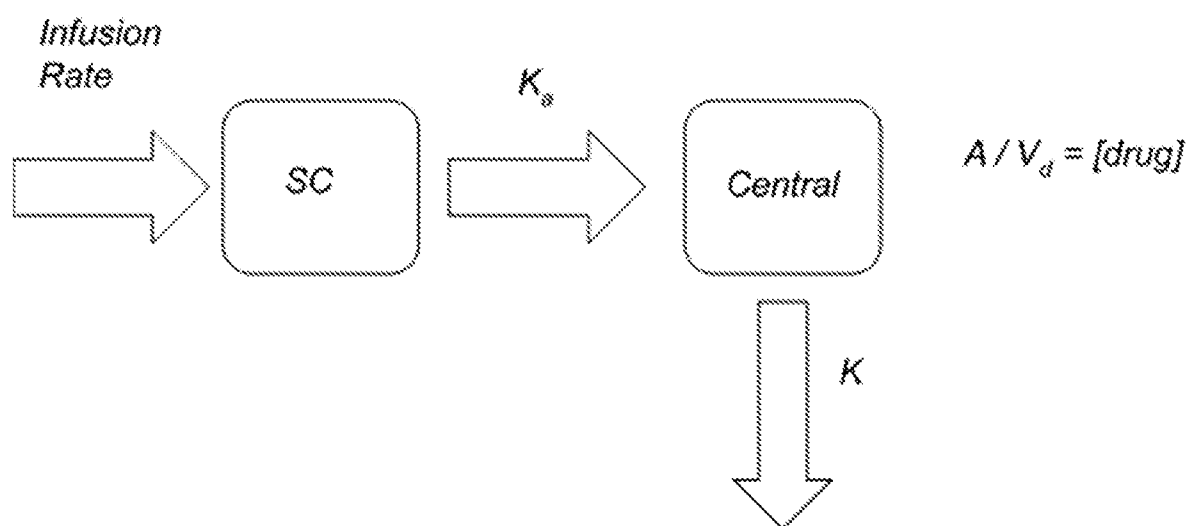 Infusion
Rate
Kₐ
SC
Central
A / V_d = [drug]
K